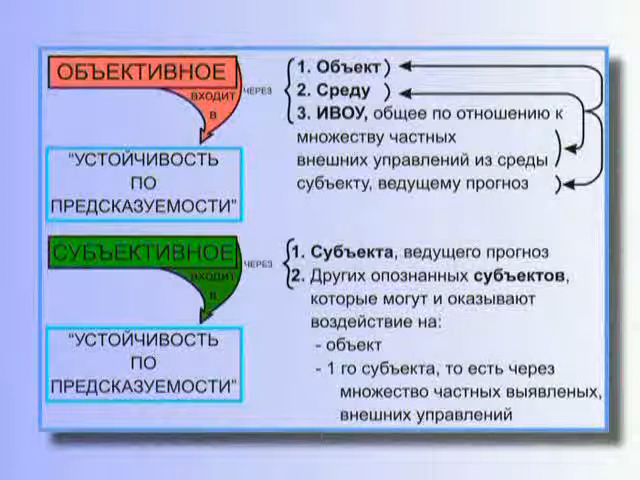 ОБЪЕКТИВНОЕ
ВХОДИТ
В
"УСТОЙЧИВОСТЬ
ПО
ПРЕДСКАЗУЕМОСТИ"
ЧЕРЕЗ
1. Объект)
2. Среду )
3. ИВОУ, общее по отношению к
множеству частных
внешних управлений из среды )
субъекту, ведущему прогноз )
СУБЪЕКТИВНОЕ
ВХОДИТ
В
"УСТОЙЧИВОСТЬ
ПО
ПРЕДСКАЗУЕМОСТИ"
ЧЕРЕЗ
1. Субъекта, ведущего прогноз
2. Других опознанных субъектов,
которые могут и оказывают
воздействие на:
- объект
- 1 го субъекта, то есть через
множество частных выявленых,
внешних управлений